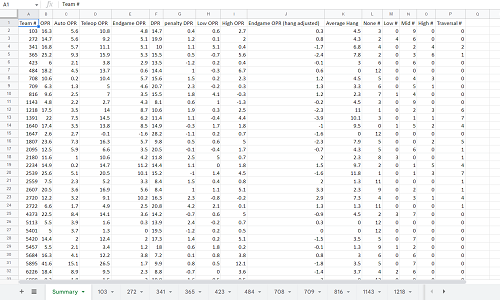 A1 fx Team #
A B C D E F G H I J K L M N O P
1 Team # OPR Auto OPR Teleop OPR Endgame OPR DPR penalty DPR Low OPR High OPR Endgame OPR (hang adjusted) Average Hang None # Low # Mid # High # Traversal #
2 103 16.3 5.6 10.8 4.8 14.7 0.4 0.6 2.7 0.3 4.5 3 0 9 0 0
3 272 14.7 5.6 9.2 5.1 19.9 1.2 0.1 2 0.8 4.3 2 4 6 0 0
4 341 16.8 5.7 11.1 5.1 10 1.1 5.1 0.4 -1.7 6.8 4 0 2 4 2
5 365 25.2 9.3 15.9 5.3 15.5 0.5 -0.7 5.6 -2.4 7.8 2 0 3 6 1
6 423 6 2.1 3.8 2.9 13.5 -1.2 0.2 0.4 -0.1 3 6 6 0 0
7 484 18.2 4.5 13.7 0.6 14.4 1 -0.3 6.7 0.6 0 12 0 0 0
8 708 10.6 0.2 10.4 5.7 15.6 1.5 0.2 2.3 1.2 4.5 5 0 4 3 0
9 709 6.3 1.3 5 4.6 20.7 2.3 -0.2 0.3 1.3 3.3 6 0 5 1 0
10 816 9.6 2.5 7 3.5 15.5 1.8 4.1 -0.3 1.2 2.3 7 1 4 0 0
11 1143 4.8 2.2 2.7 4.3 8.1 0.6 1 -1.3 -0.2 4.5 3 0 9 0 0
12 1218 17.5 3.5 14 8.7 10.6 1.9 0.3 2.5 -2.3 11 1 0 2 3 6
13 1391 22 7.5 14.5 6.2 11.4 -1 -0.4 4.4 -3.9 10.1 3 0 1 1 7
14 1640 17.4 3.5 13.8 8.5 14.9 -0.3 1.7 1.8 -1 9.5 0 1 5 2 4
15 1647 2.6 2.7 -0.1 -1.6 28.2 -1.1 0.2 0.7 -1.6 0 12 0 0 0
16 1807 23.6 7.3 16.3 5.7 9.8 0.5 0.6 5 -2.3 7.9 5 0 0 2 5
17 2095 12.5 5.9 6.6 3.5 20.5 -0.1 -0.4 1.7 -0.7 4.3 5 0 6 0 1
18 2180 11.6 1 10.6 4.2 11.8 2.5 5 0.7 2 2.3 8 3 0 0 1
19 2234 14.9 0.2 14.7 11.2 14.4 1.1 0 1.8 1.5 9.7 2 0 1 5 4
20 2539 25.6 5.1 20.5 10.1 15.2 -1 1.4 4.5 -1.6 11.8 1 0 1 3 7
21 2559 7.5 2.3 5.2 3.3 8.4 1.5 0.4 0.8 2 1.3 11 0 0 0 1
22 2607 20.5 3.6 16.9 5.6 8.4 1 1.1 5.1 3.3 2.3 9 0 2 0 1
23 2720 12.2 3.2 9.1 10.2 16.3 2.3 -0.8 -0.2 2.9 7.3 4 0 3 1 4
24 2722 6.6 1.7 4.9 2.5 20.8 4.2 2.1 0.1 1.3 1.3 11 0 0 0 1
25 4373 22.5 8.4 14.1 3.6 14.2 -0.7 0.6 5 -0.9 4.5 2 3 7 0 0
26 5113 5.5 3.9 1.6 0.3 13.9 2.4 -0.2 0.7 0.3 0 12 0 0 0
27 5401 5 3.7 1.3 0 19.5 -1.2 0.2 0.5 0 0 12 0 0 0
28 5420 14.4 2 12.4 2 17.3 1.4 0.2 5.1 -1.5 3.5 5 0 7 0 0
29 5457 5.5 2.1 3.4 1.2 18 0.6 1.8 0.2 -0.1 1.3 9 1 2 0 0
30 5684 16.3 4.1 12.2 3.8 7.2 0.1 0.8 3.8 0.8 3 6 0 6 0 0
31 5895 41.6 15.1 26.5 1.7 9.9 0.8 0.5 12.1 -1.8 3.5 5 0 7 0 0
32 6226 18.4 8.9 9.5 2.3 8.8 -0.7 0 3.6 -1.4 3.7 4 2 6 0 0
Summary 103 272 341 365 423 484 708 709 816 1143 1218